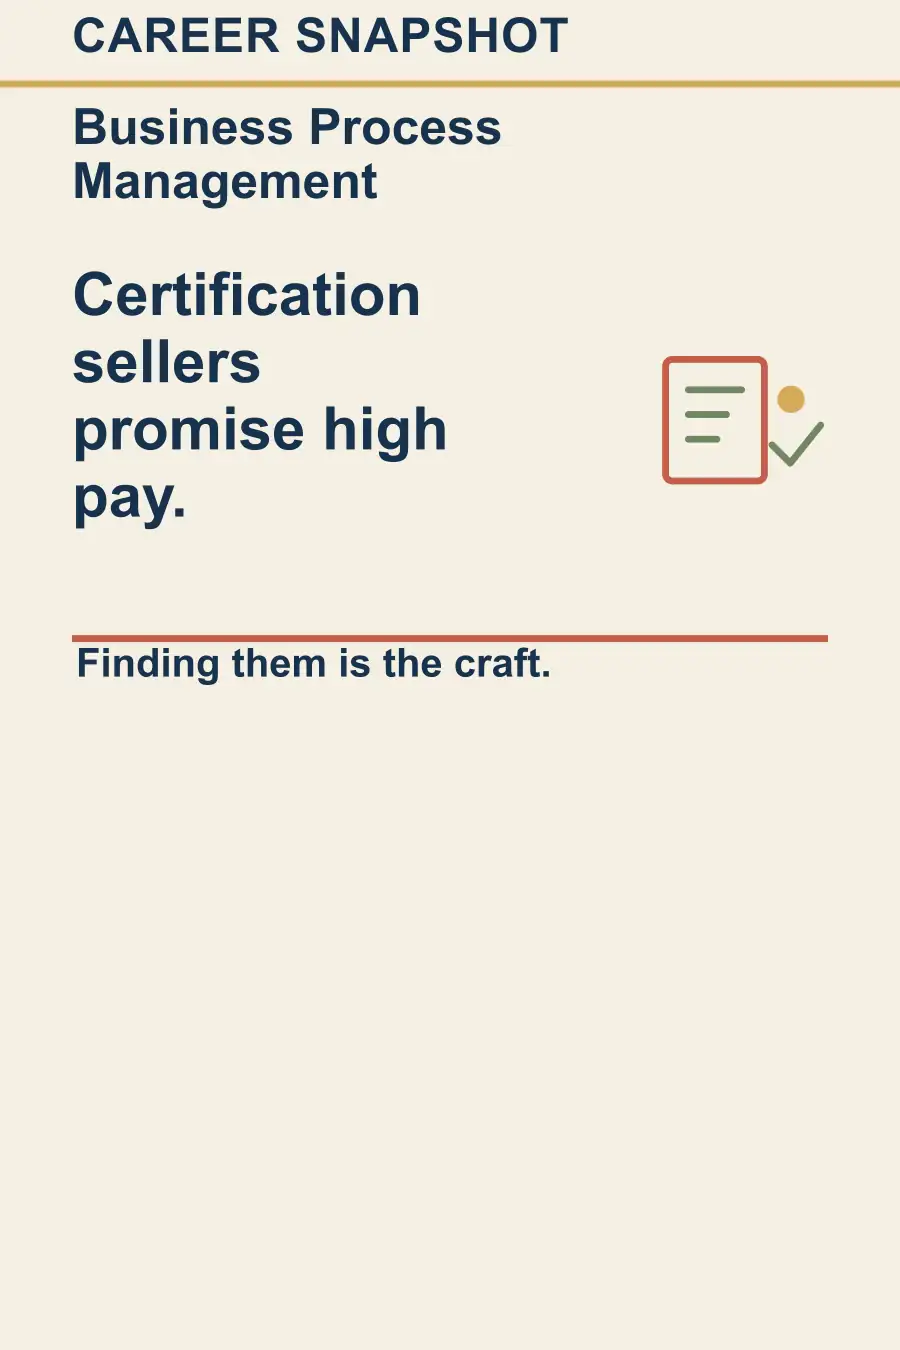 CAREER SNAPSHOT
Business Process
Management
Certification
sellers
promise high
pay.
Finding them is the craft.